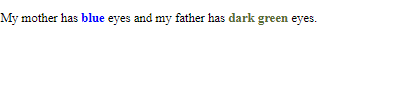 My mother has blue eyes and my father has dark green eyes.